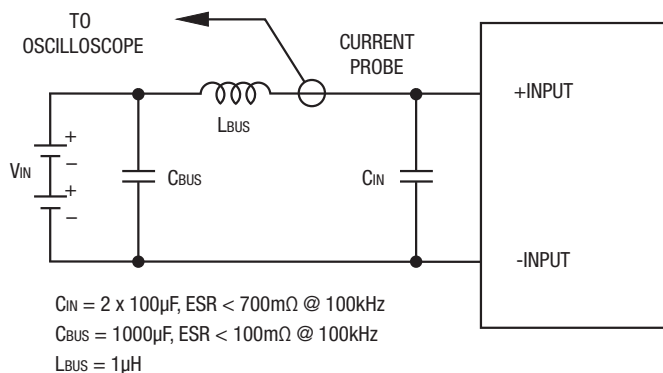 TO
OSCILLOSCOPE
CURRENT
PROBE
+INPUT
LBUS
+
VIN
–
CBUS
CIN
+
–
-INPUT
CIN = 2 x 100µF, ESR < 700mΩ @ 100kHz
CBUS = 1000µF, ESR < 100mΩ @ 100kHz
LBUS = 1µH